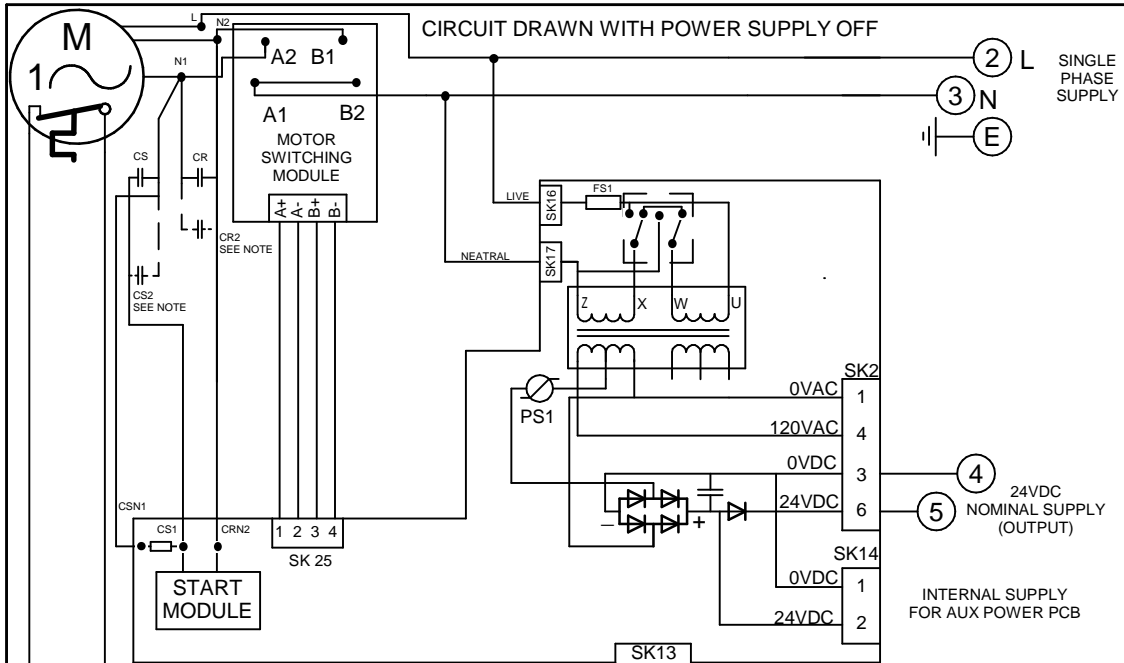 CIRCUIT DRAWN WITH POWER SUPPLY OFF
M
1
L
N2
N1
A2
B1
A1
B2
MOTOR
SWITCHING
MODULE
A+
A-
B+
B-
2
L
SINGLE
PHASE
SUPPLY
3
N
E
CS
CR
CR2
SEE NOTE
CS2
SEE NOTE
LIVE
SK16
FS1
NEATRAL
SK17
Z
X
W
U
PS1
SK2
0VAC
1
120VAC
4
0VDC
3
24VDC
6
4
24VDC
NOMINAL SUPPLY
(OUTPUT)
5
–
+
SK14
0VDC
1
24VDC
2
INTERNAL SUPPLY
FOR AUX POWER PCB
CSN1
CS1
CRN2
1
2
3
4
SK 25
START
MODULE
SK13